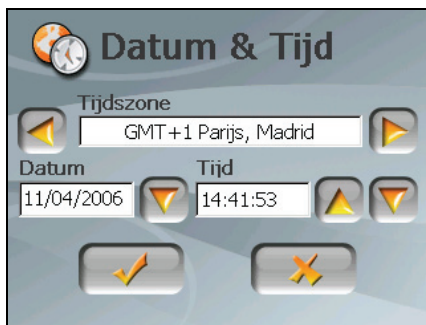 Datum & Tijd
Tijdszone
GMT+1 Parijs, Madrid
Datum Tijd
11/04/2006 14:41:53